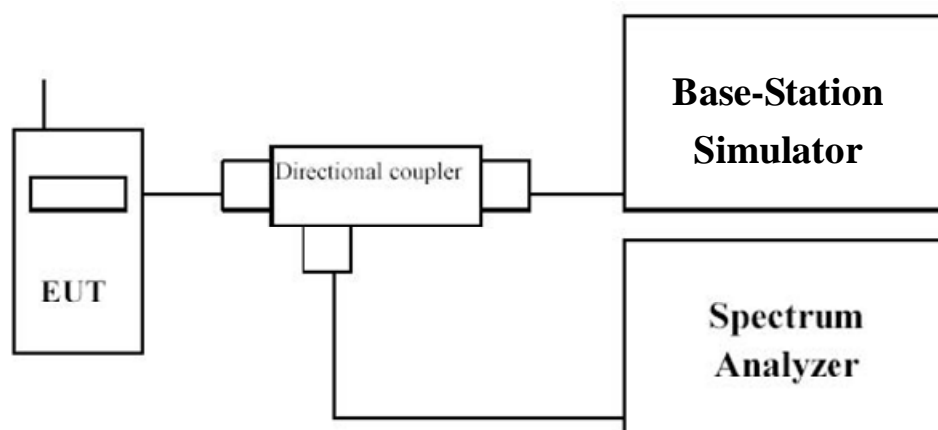 Base-Station
Simulator
Directional coupler
EUT
Spectrum
Analyzer